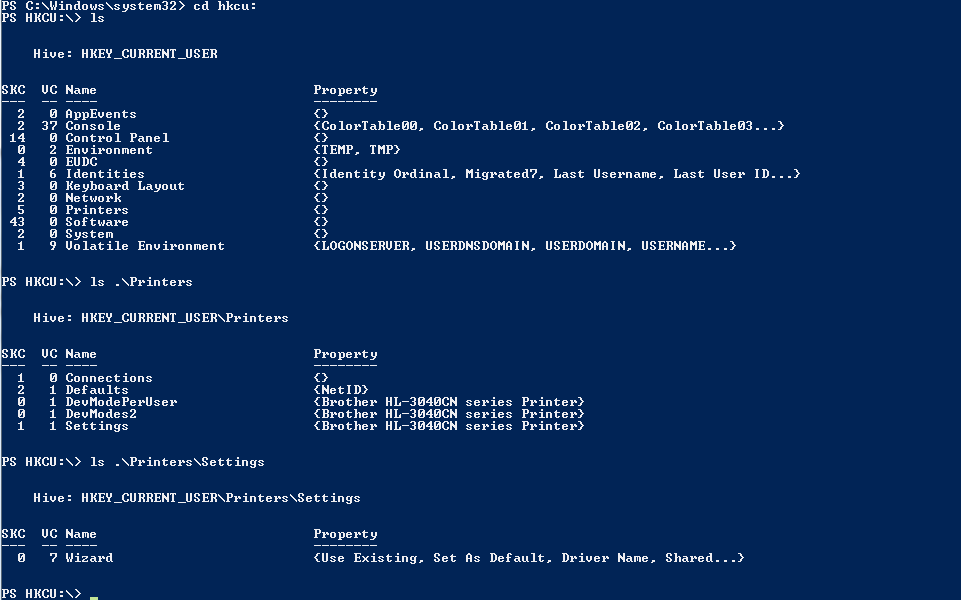 PS C:\Windows\system32> cd hkcu:
PS HKCU:\> ls
Hive: HKEY_CURRENT_USER
SKC  VC Name                           Property
---  -- ----                           --------
  2   0 AppEvents                      {}
  2  37 Console                        {ColorTable00, ColorTable01, ColorTable02, ColorTable03...}
 14   0 Control Panel                  {}
  0   2 Environment                    {TEMP, TMP}
  4   0 EUDC                           {}
  1   6 Identities                     {Identity Ordinal, Migrated7, Last Username, Last User ID...}
  3   0 Keyboard Layout                {}
  2   0 Network                        {}
  5   0 Printers                       {}
 43   0 Software                       {}
  2   0 System                         {}
  1   9 Volatile Environment           {LOGONSERVER, USERDNSDOMAIN, USERDOMAIN, USERNAME...}
PS HKCU:\> ls .\Printers
Hive: HKEY_CURRENT_USER\Printers
SKC  VC Name                           Property
---  -- ----                           --------
  1   0 Connections                    {}
  2   1 Defaults                       {NetID}
  0   1 DevModePerUser                 {Brother HL-3040CN series Printer}
  0   1 DevModes2                      {Brother HL-3040CN series Printer}
  1   1 Settings                       {Brother HL-3040CN series Printer}
PS HKCU:\> ls .\Printers\Settings
Hive: HKEY_CURRENT_USER\Printers\Settings
SKC  VC Name                           Property
---  -- ----                           --------
  0   7 Wizard                         {Use Existing, Set As Default, Driver Name, Shared...}
PS HKCU:\> _